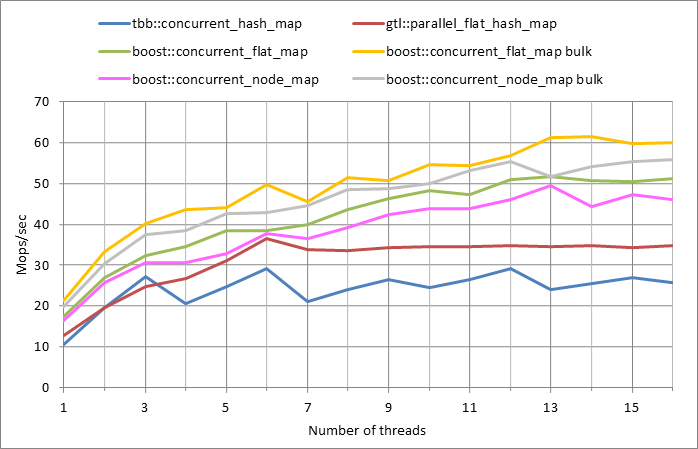 tbb::concurrent_hash_map gtl::parallel_flat_hash_map
boost::concurrent_flat_map boost::concurrent_flat_map bulk
boost::concurrent_node_map boost::concurrent_node_map bulk
70
60
50
40
30
20
10
0
Mops/sec
1 3 5 7 9 11 13 15
Number of threads